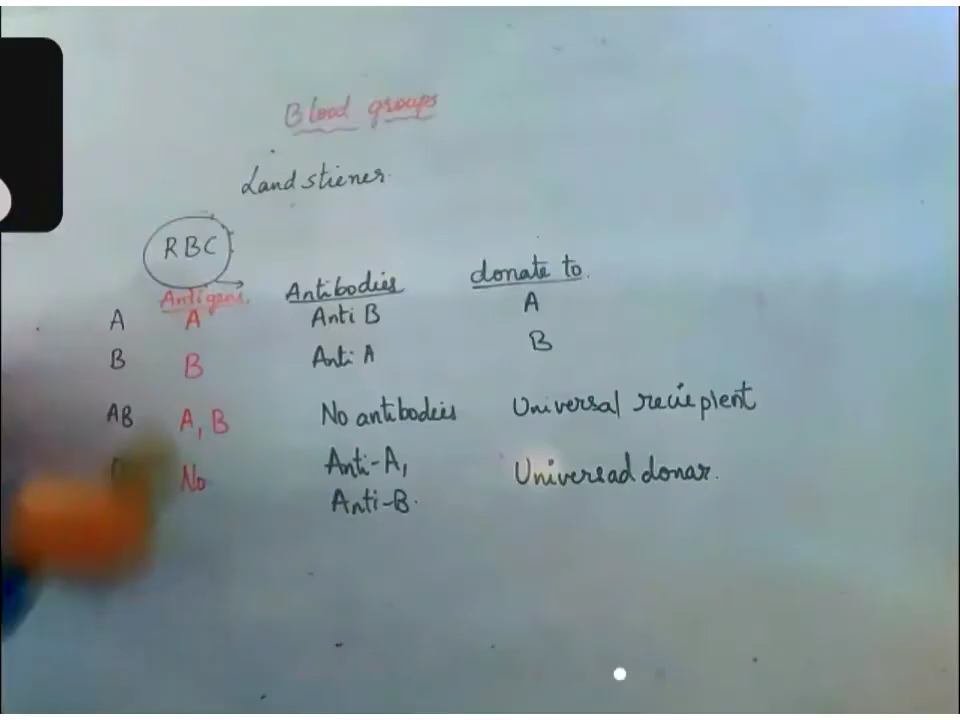 Blood groups
Landstiener
RBC
Antigens. Antibodies donate to.
A A Anti B A
B B Anti A B
AB A, B No antibodies Universal reciepient
No Anti-A, Universad donar.
Anti-B.